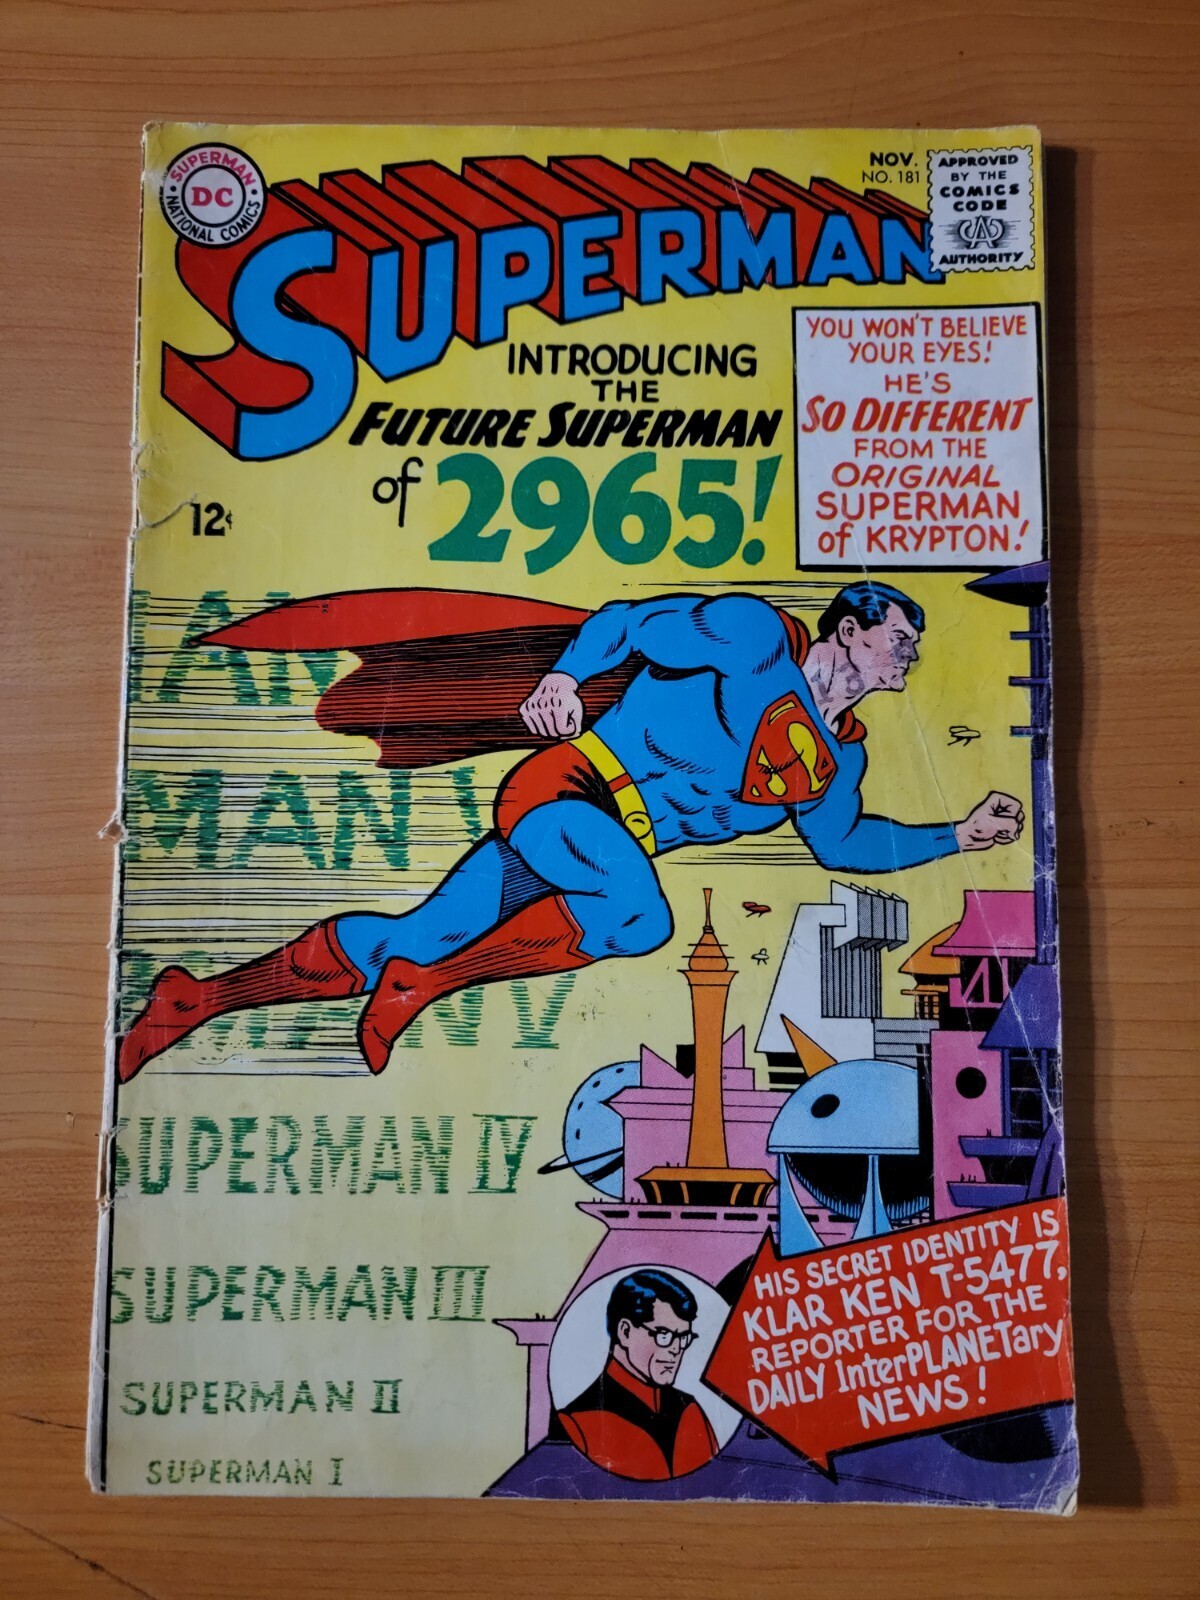 SUPERMAN
DC
NATIONAL COMICS
SUPERMAN
NOV.
NO. 181
APPROVED
BY THE
COMICS
CODE
CA
AUTHORITY
INTRODUCING
THE
FUTURE SUPERMAN
of 2965!
YOU WON'T BELIEVE
YOUR EYES!
HE'S
SO DIFFERENT
FROM THE
ORIGINAL
SUPERMAN
of KRYPTON!
12¢
MAN
SUPERMAN IV
SUPERMAN III
SUPERMAN II
SUPERMAN I
HIS SECRET IDENTITY IS
KLAR KEN T-5477,
REPORTER FOR THE
DAILY InterPLANETary
NEWS!